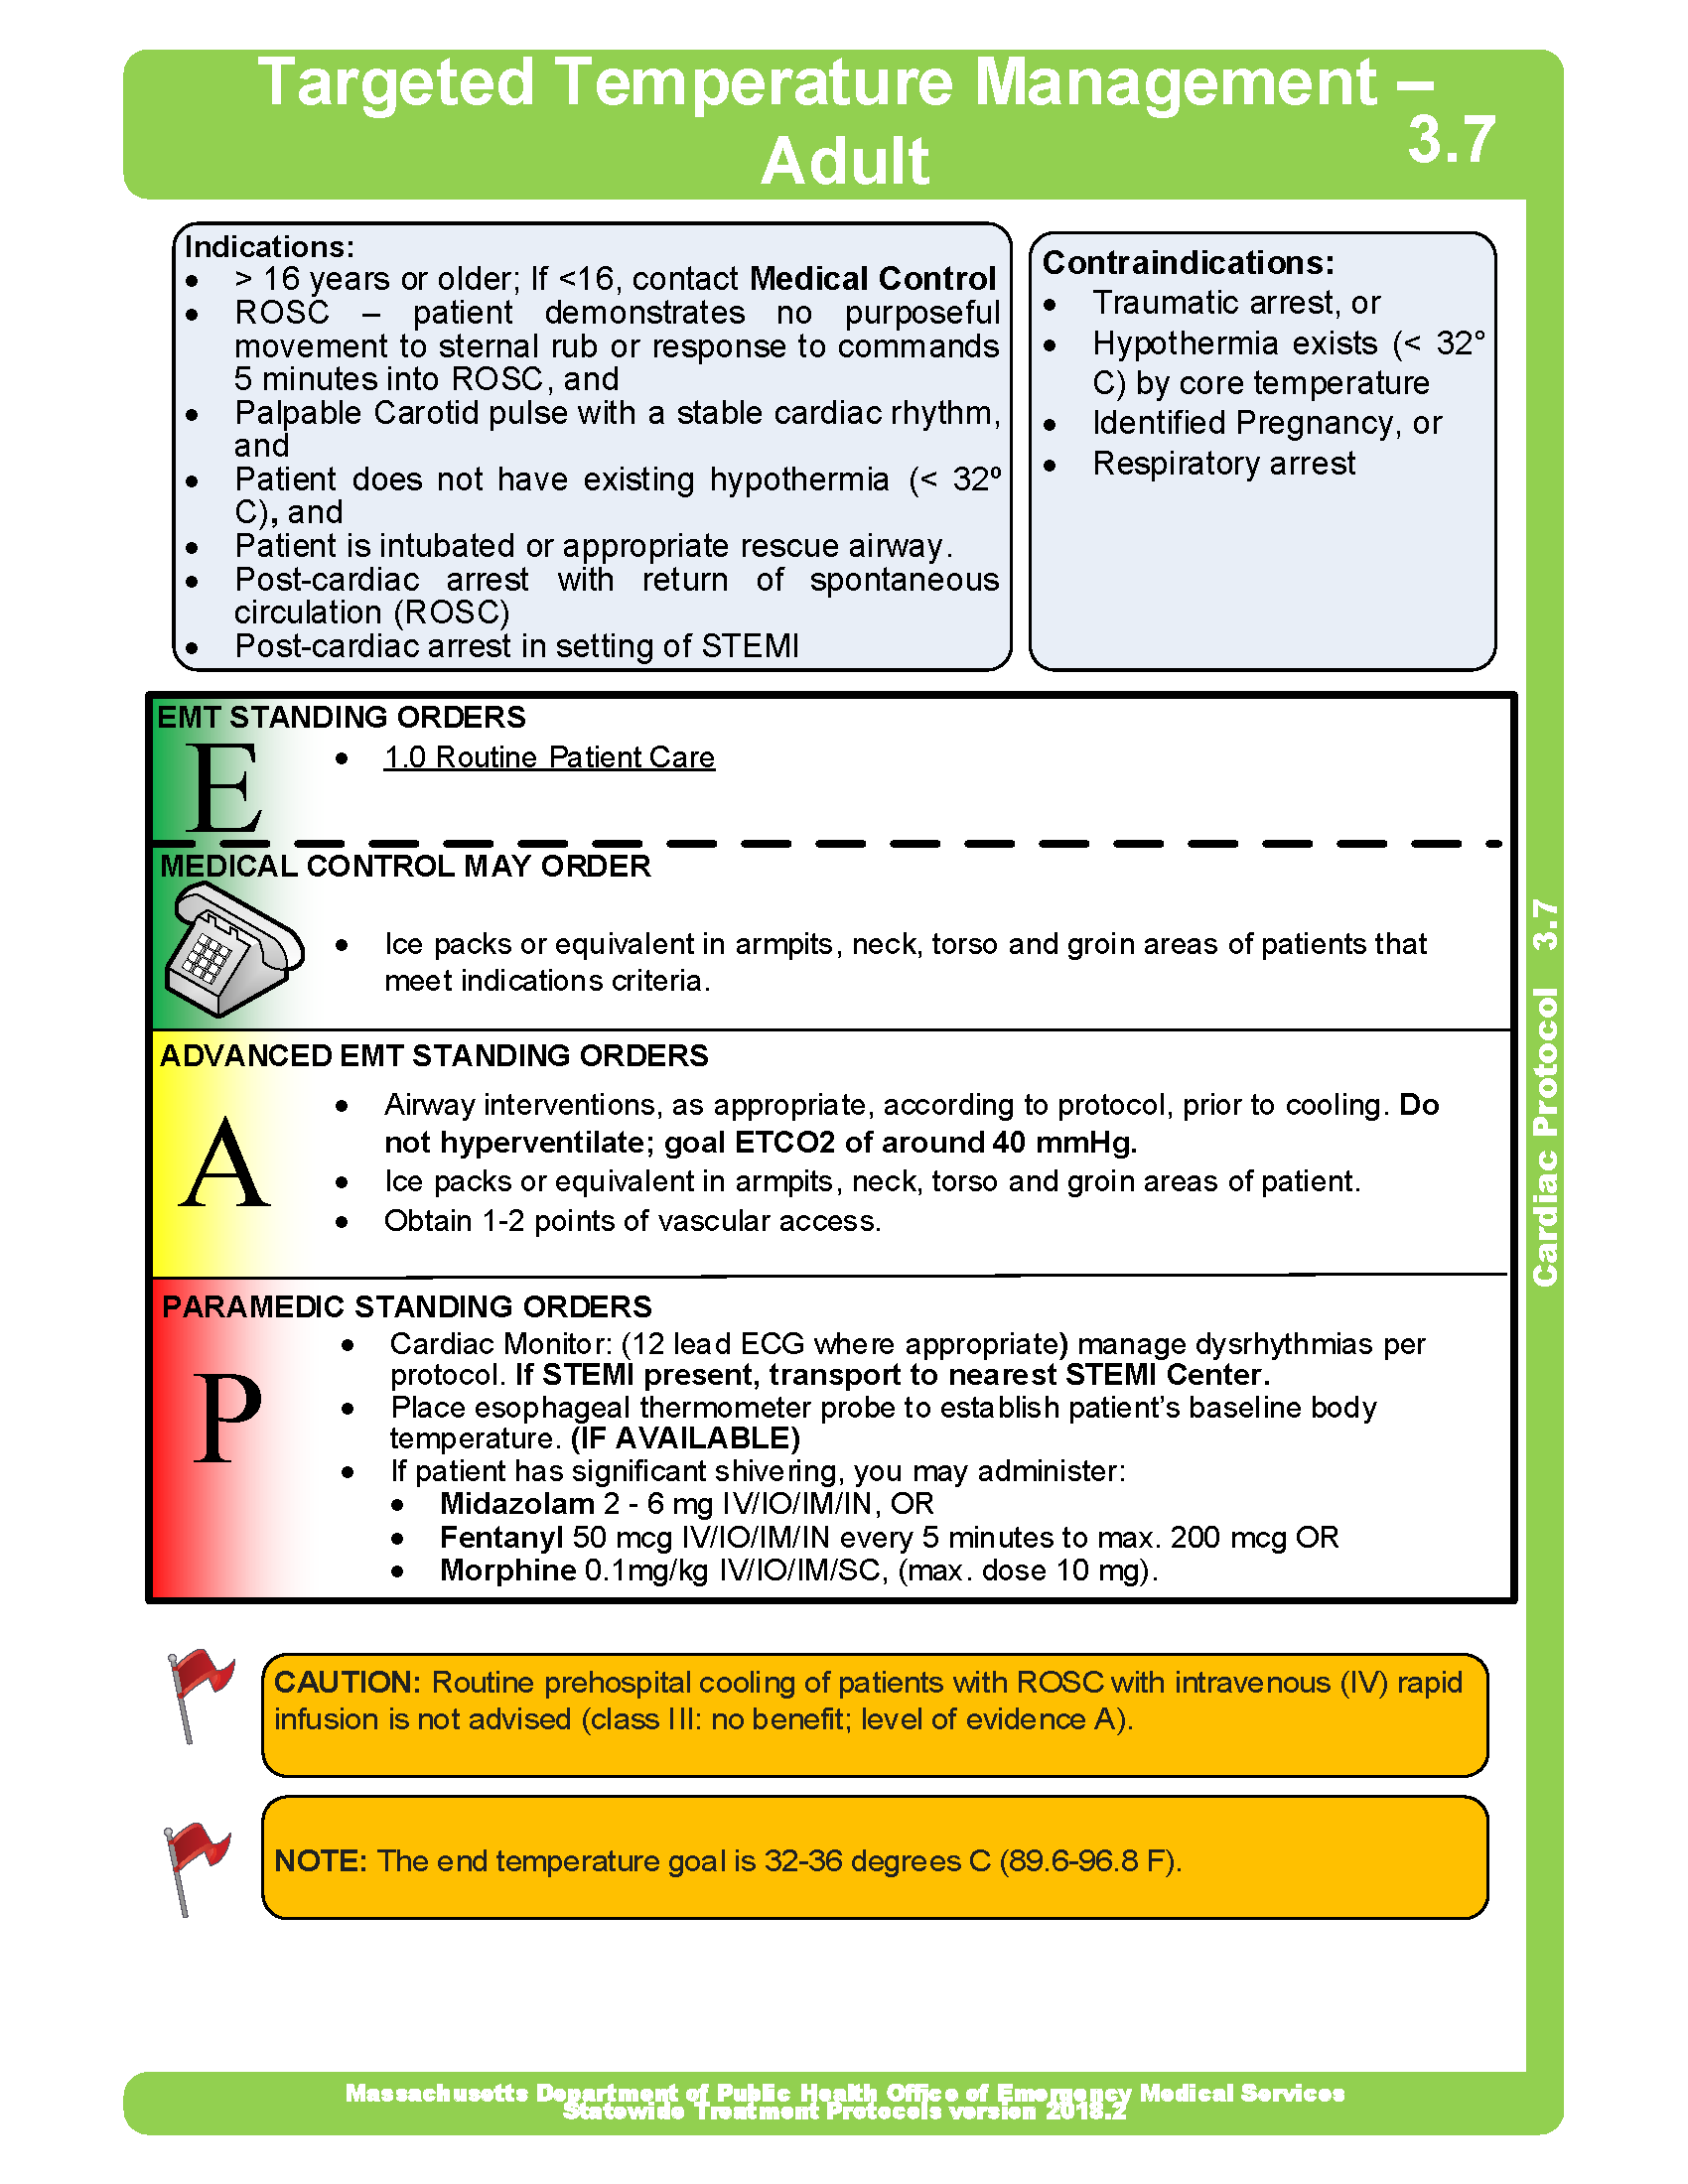 Targeted Temperature Management –
Adult
3.7
Indications:
• > 16 years or older; If <16, contact Medical Control
• ROSC – patient demonstrates no purposeful
movement to sternal rub or response to commands
5 minutes into ROSC, and
• Palpable Carotid pulse with a stable cardiac rhythm,
and
• Patient does not have existing hypothermia (< 32º
C), and
• Patient is intubated or appropriate rescue airway.
• Post-cardiac arrest with return of spontaneous
circulation (ROSC)
• Post-cardiac arrest in setting of STEMI
Contraindications:
• Traumatic arrest, or
• Hypothermia exists (< 32°
C) by core temperature
• Identified Pregnancy, or
• Respiratory arrest
EMT STANDING ORDERS
E
• 1.0 Routine Patient Care
MEDICAL CONTROL MAY ORDER
• Ice packs or equivalent in armpits, neck, torso and groin areas of patients that
meet indications criteria.
ADVANCED EMT STANDING ORDERS
A
• Airway interventions, as appropriate, according to protocol, prior to cooling. Do
not hyperventilate; goal ETCO2 of around 40 mmHg.
• Ice packs or equivalent in armpits, neck, torso and groin areas of patient.
• Obtain 1-2 points of vascular access.
PARAMEDIC STANDING ORDERS
P
• Cardiac Monitor: (12 lead ECG where appropriate) manage dysrhythmias per
protocol. If STEMI present, transport to nearest STEMI Center.
• Place esophageal thermometer probe to establish patient’s baseline body
temperature. (IF AVAILABLE)
• If patient has significant shivering, you may administer:
• Midazolam 2 - 6 mg IV/IO/IM/IN, OR
• Fentanyl 50 mcg IV/IO/IM/IN every 5 minutes to max. 200 mcg OR
• Morphine 0.1mg/kg IV/IO/IM/SC, (max. dose 10 mg).
CAUTION: Routine prehospital cooling of patients with ROSC with intravenous (IV) rapid
infusion is not advised (class III: no benefit; level of evidence A).
NOTE: The end temperature goal is 32-36 degrees C (89.6-96.8 F).
Cardiac Protocol 3.7
Massachusetts Department of Public Health Office of Emergency Medical Services
Statewide Treatment Protocols version 2018.2